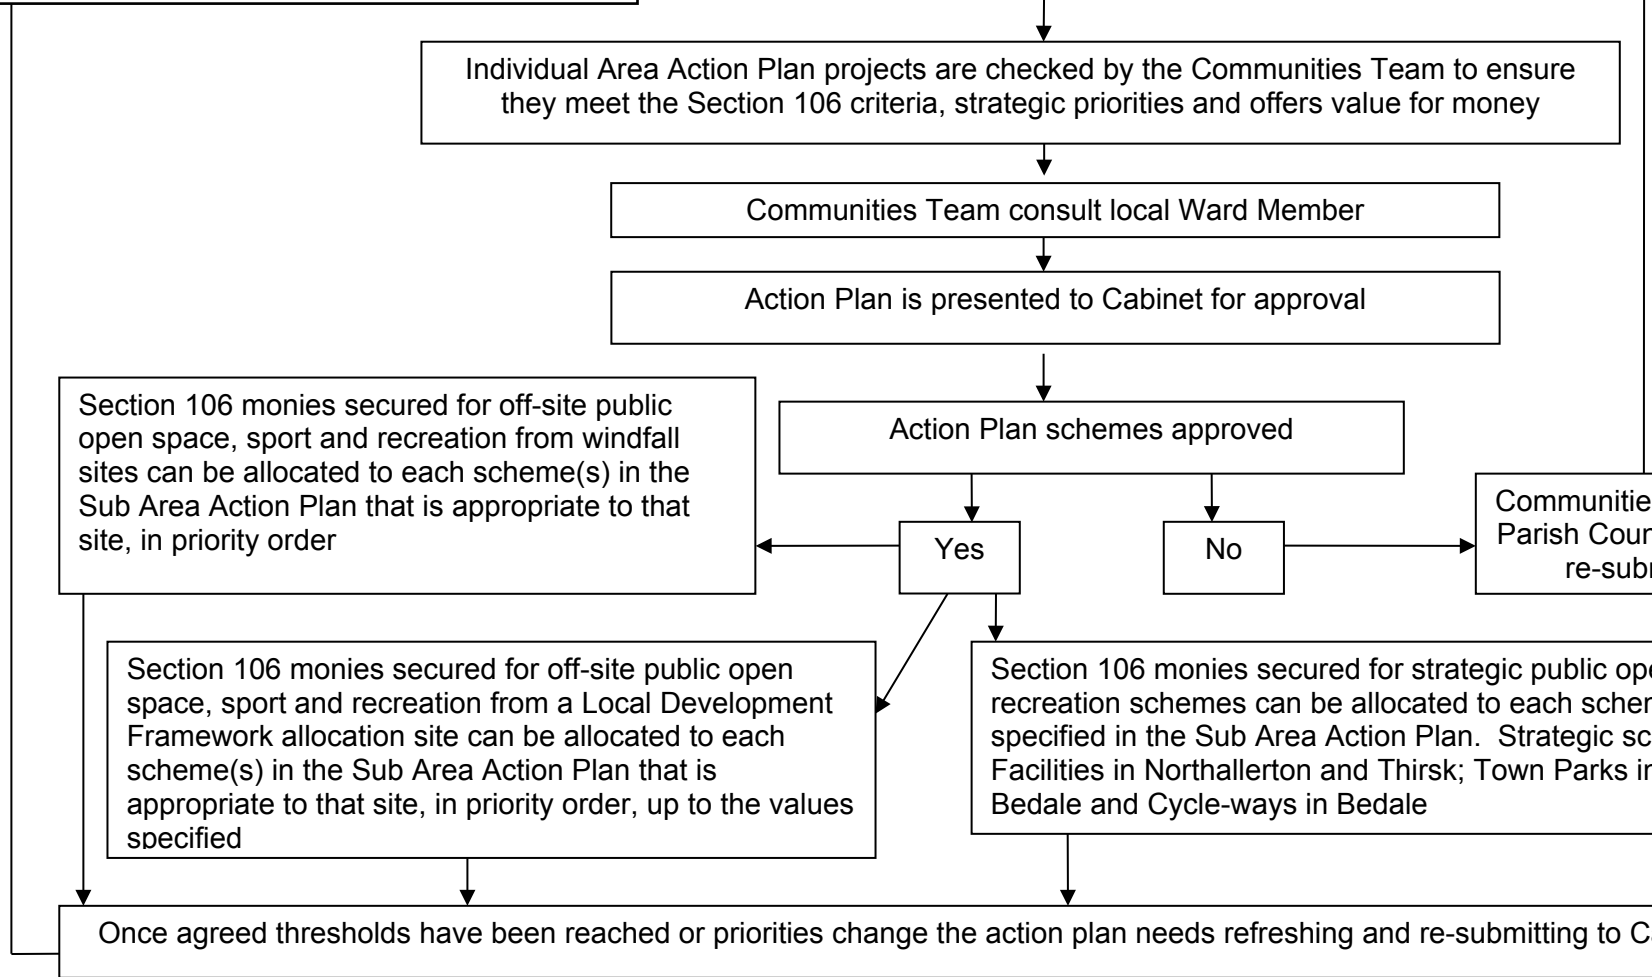 Individual Area Action Plan projects are checked by the Communities Team to ensure
they meet the Section 106 criteria, strategic priorities and offers value for money
Communities Team consult local Ward Member
Action Plan is presented to Cabinet for approval
Section 106 monies secured for off-site public
open space, sport and recreation from windfall
sites can be allocated to each scheme(s) in the
Sub Area Action Plan that is appropriate to that
site, in priority order
Action Plan schemes approved
Yes
No
Parish
Section 106 monies secured for off-site public open
space, sport and recreation from a Local Development
Framework allocation site can be allocated to each
scheme(s) in the Sub Area Action Plan that is
appropriate to that site, in priority order, up to the values
specified
Section 106 monies secured for strategic public
recreation schemes can be allocated to each
specified in the Sub Area Action Plan. Strategic
Facilities in Northallerton and Thirsk; Town Parks
Bedale and Cycle-ways in Bedale
Once agreed thresholds have been reached or priorities change the action plan needs refreshing and re-submitting to